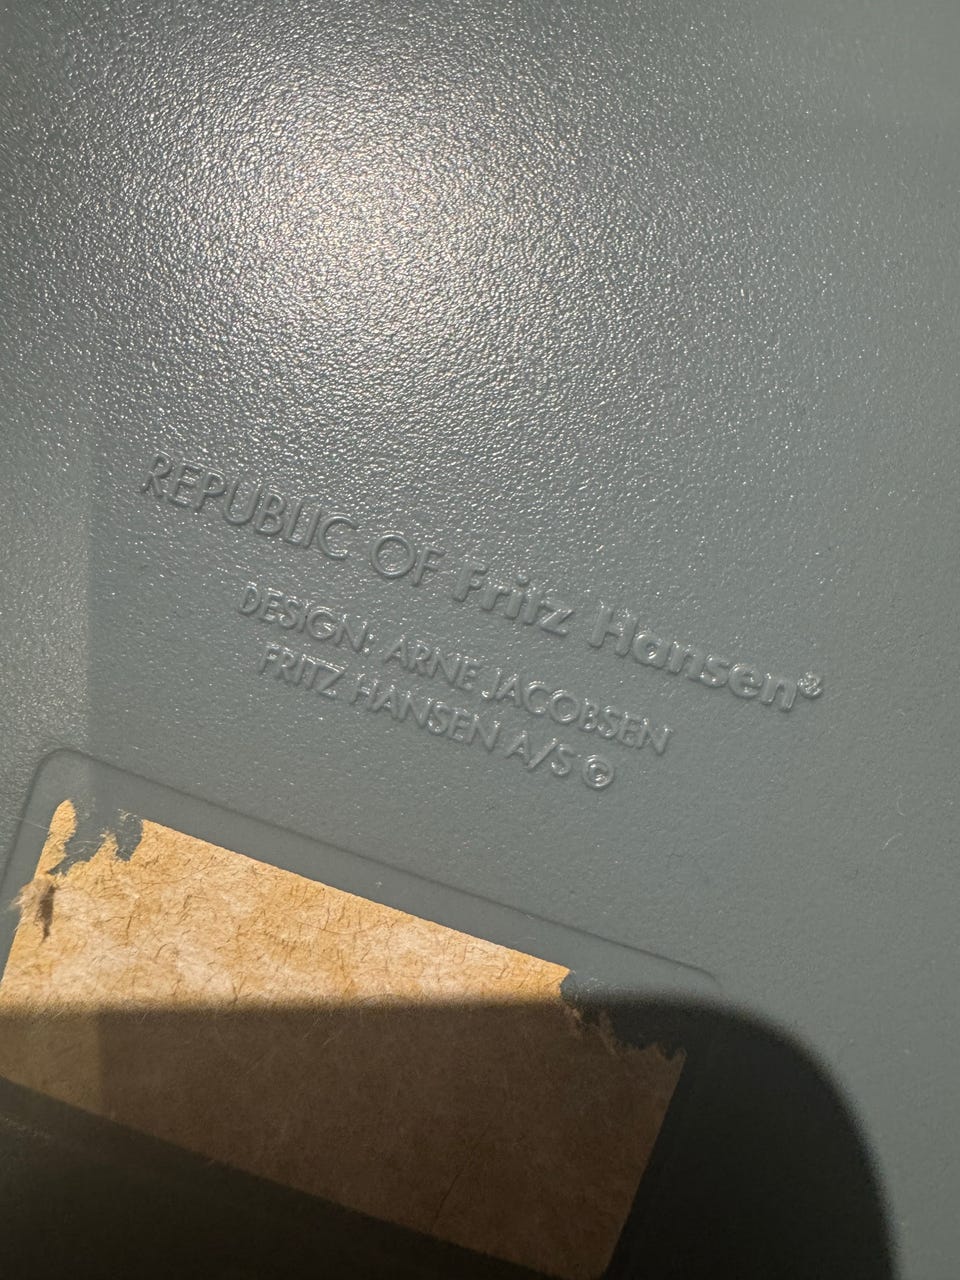 REPUBLIC OF Fritz Hansen®
DESIGN: ARNE JACOBSEN
FRITZ HANSEN A/S ©